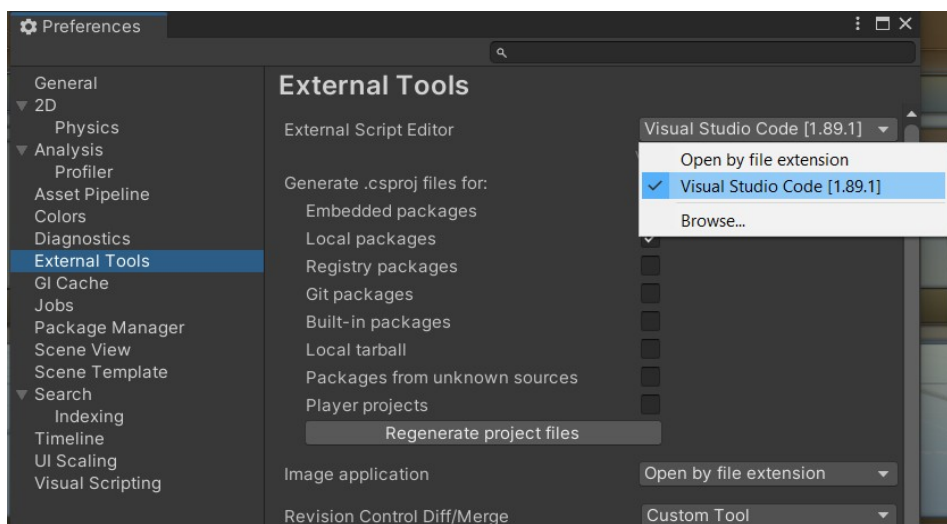 Preferences
General
2D
Physics
Analysis
Profiler
Asset Pipeline
Colors
Diagnostics
External Tools
GI Cache
Jobs
Package Manager
Scene View
Scene Template
Search
Indexing
Timeline
UI Scaling
Visual Scripting
External Tools
External Script Editor
Visual Studio Code [1.89.1]
Open by file extension
Visual Studio Code [1.89.1]
Browse...
Generate .csproj files for:
Embedded packages
Local packages
Registry packages
Git packages
Built-in packages
Local tarball
Packages from unknown sources
Player projects
Regenerate project files
Image application
Open by file extension
Revision Control Diff/Merge
Custom Tool